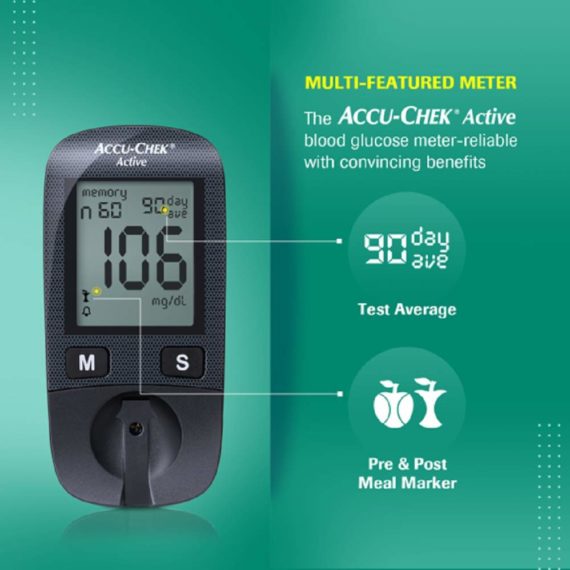 MULTI-FEATURED METER
The ACCU-CHEK® Active
blood glucose meter-reliable
with convincing benefits
ACCU-CHEK®
Active
memory
n 60 90 day
ave
106
mg/dL
M S
90 day
ave
Test Average
Pre & Post
Meal Marker